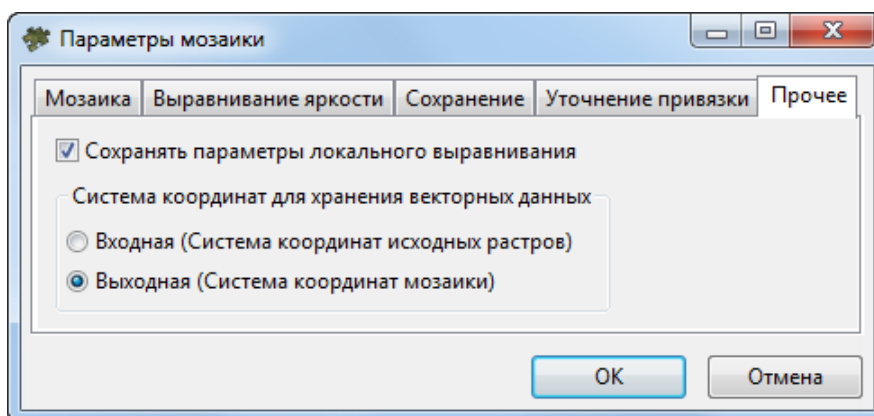 Параметры мозаики
Мозаика Выравнивание яркости Сохранение Уточнение привязки Прочее
Сохранять параметры локального выравнивания
Система координат для хранения векторных данных
Входная (Система координат исходных растров)
Выходная (Система координат мозаики)
ОК Отмена